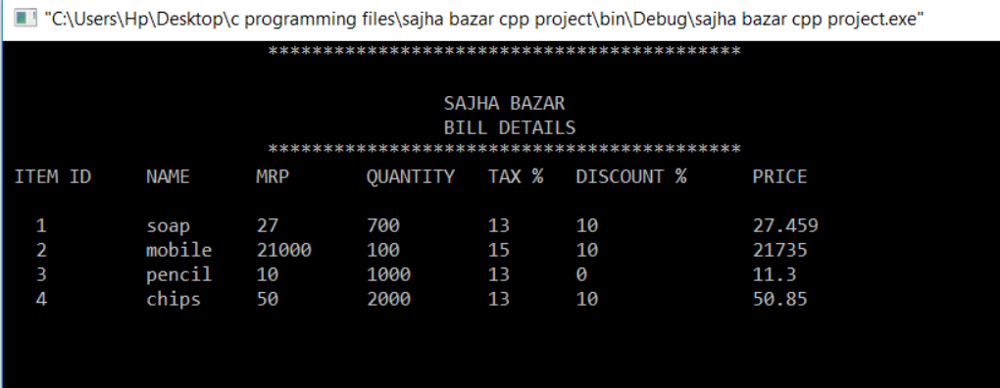 "C:\Users\Hp\Desktop\c programming files\sajha bazar cpp project\bin\Debug\sajha bazar cpp project.exe"
*******************************************
SAJHA BAZAR
BILL DETAILS
*******************************************
ITEM ID NAME MRP QUANTITY TAX % DISCOUNT % PRICE
1 soap 27 700 13 10 27.459
2 mobile 21000 100 15 10 21735
3 pencil 10 1000 13 0 11.3
4 chips 50 2000 13 10 50.85